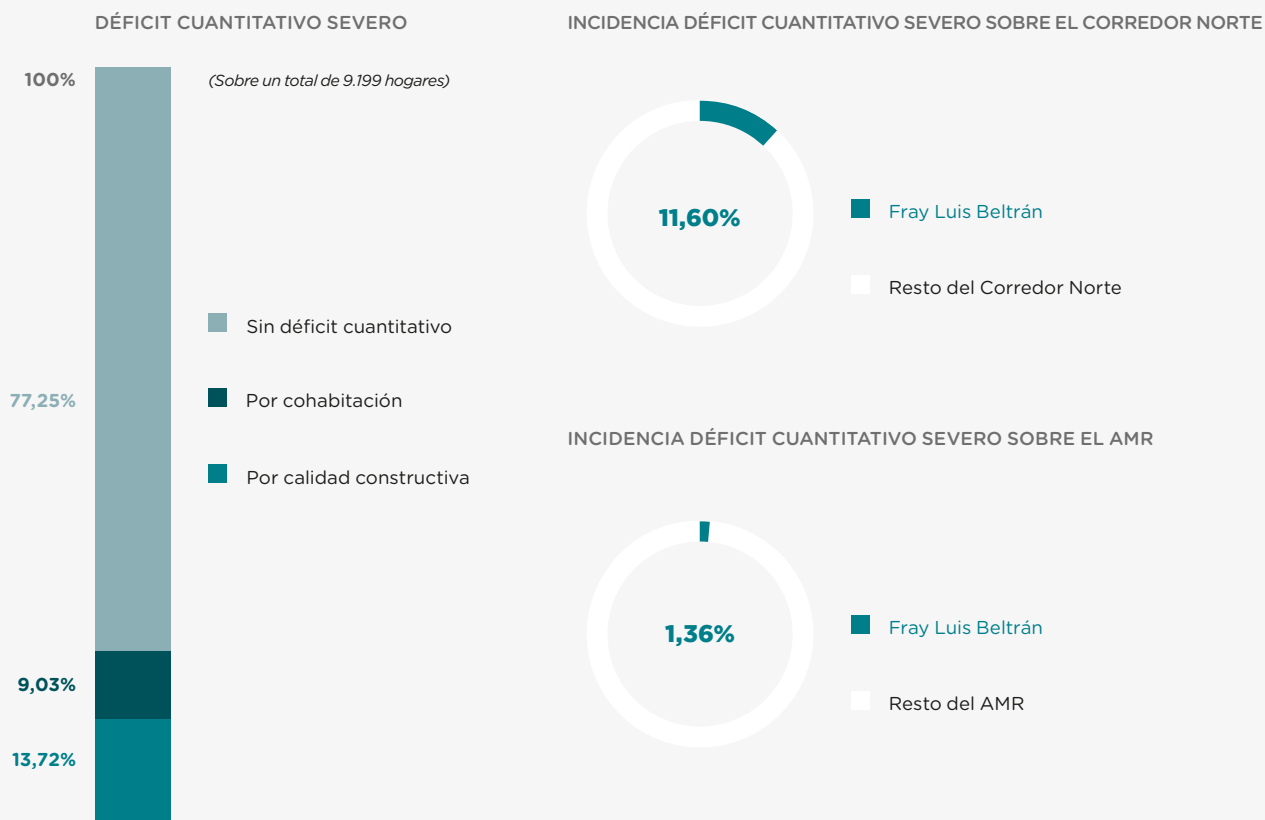 DÉFICIT CUANTITATIVO SEVERO
100%
(Sobre un total de 9.199 hogares)
Sin déficit cuantitativo
77,25%
Por cohabitación
Por calidad constructiva
9,03%
13,72%
INCIDENCIA DÉFICIT CUANTITATIVO SEVERO SOBRE EL CORREDOR NORTE
11,60%
Fray Luis Beltrán
Resto del Corredor Norte
INCIDENCIA DÉFICIT CUANTITATIVO SEVERO SOBRE EL AMR
1,36%
Fray Luis Beltrán
Resto del AMR